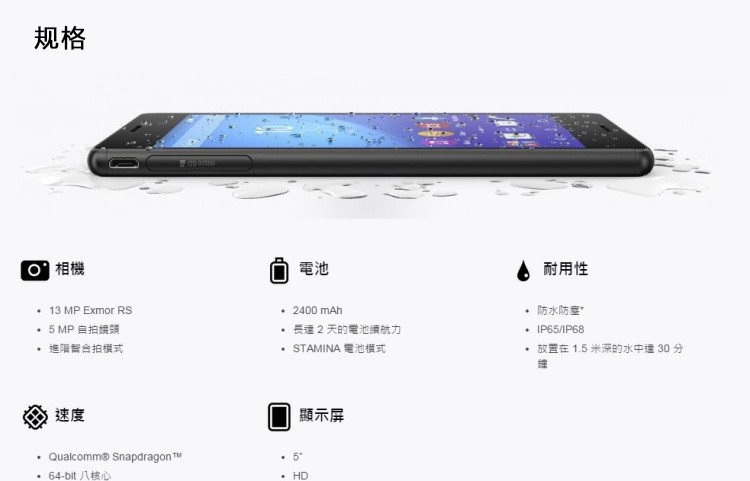 规格
相機
13 MP Exmor RS
5 MP 自拍鏡頭
進階智合拍模式
電池
2400 mAh
長達 2 天的電池續航力
STAMINA 電池模式
耐用性
防水防塵*
IP65/IP68
放置在 1.5 米深的水中達 30 分
鐘
速度
Qualcomm® Snapdragon™
64-bit 八核心
顯示屏
5"
HD